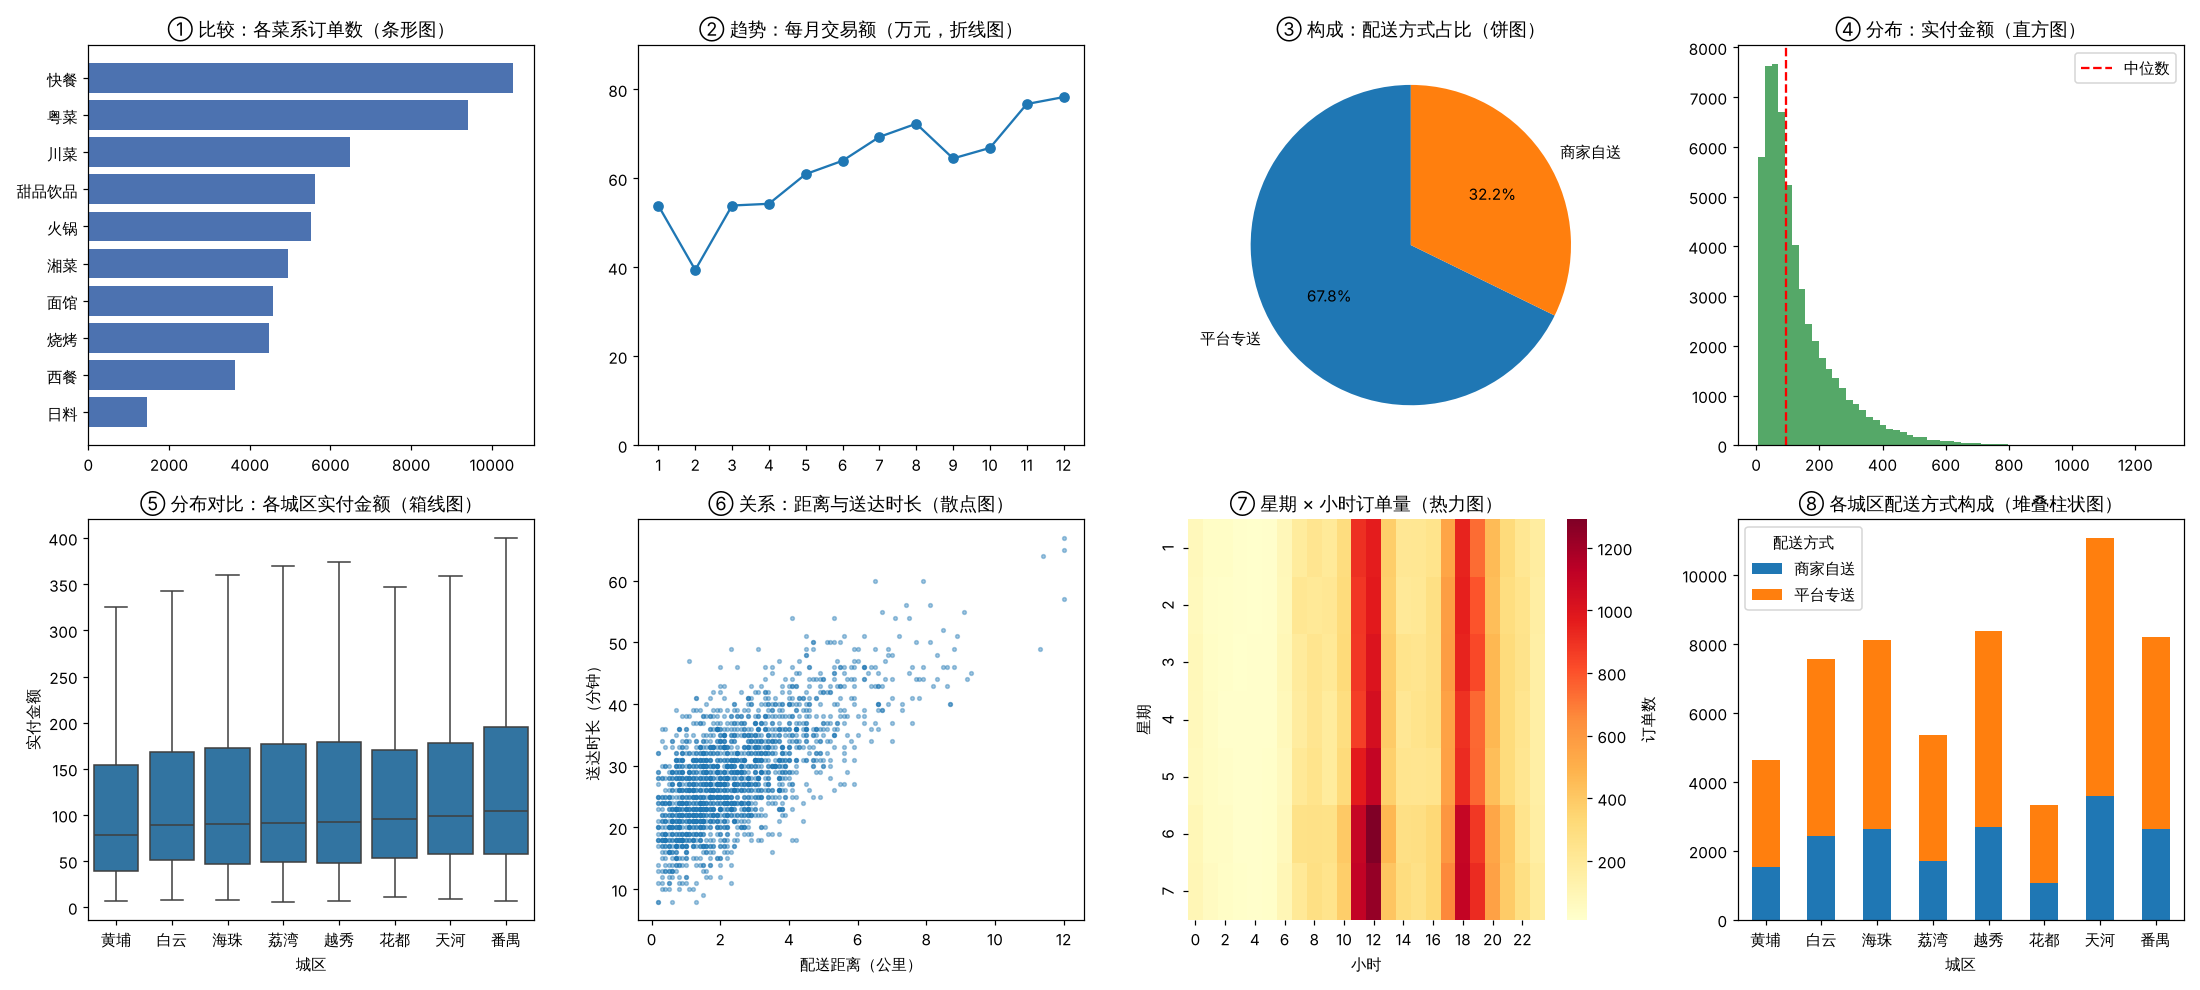 ① 比较：各菜系订单数（条形图）
快餐
粤菜
川菜
甜品饮品
火锅
湘菜
面馆
烧烤
西餐
日料
0 2000 4000 6000 8000 10000
② 趋势：每月交易额（万元，折线图）
80
60
40
20
0
1 2 3 4 5 6 7 8 9 10 11 12
③ 构成：配送方式占比（饼图）
商家自送
32.2%
67.8%
平台专送
④ 分布：实付金额（直方图）
中位数
8000
7000
6000
5000
4000
3000
2000
1000
0
0 200 400 600 800 1000 1200
⑤ 分布对比：各城区实付金额（箱线图）
实付金额
400
350
300
250
200
150
100
50
0
黄埔 白云 海珠 荔湾 越秀 花都 天河 番禺
城区
⑥ 关系：距离与送达时长（散点图）
送达时长（分钟）
60
50
40
30
20
10
0 2 4 6 8 10 12
配送距离（公里）
⑦ 星期 × 小时订单量（热力图）
星期
1
2
3
4
5
6
7
0 2 4 6 8 10 12 14 16 18 20 22
小时
1200
1000
800
600
400
200
订单数
⑧ 各城区配送方式构成（堆叠柱状图）
配送方式
商家自送
平台专送
10000
8000
6000
4000
2000
0
黄埔 白云 海珠 荔湾 越秀 花都 天河 番禺
城区